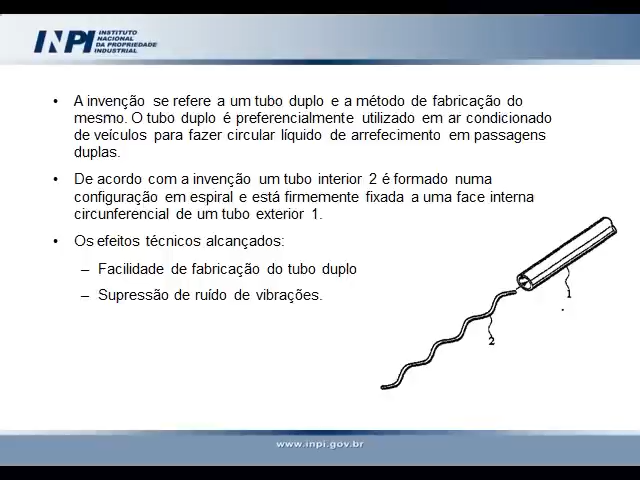 INPI INSTITUTO
NACIONAL
DA PROPRIEDADE
INDUSTRIAL
• A invenção se refere a um tubo duplo e a método de fabricação do
mesmo. O tubo duplo é preferencialmente utilizado em ar condicionado
de veículos para fazer circular líquido de arrefecimento em passagens
duplas.
• De acordo com a invenção um tubo interior 2 é formado numa
configuração em espiral e está firmemente fixada a uma face interna
circunferencial de um tubo exterior 1.
• Os efeitos técnicos alcançados:
– Facilidade de fabricação do tubo duplo
– Supressão de ruído de vibrações.
1
2
www.inpi.gov.br